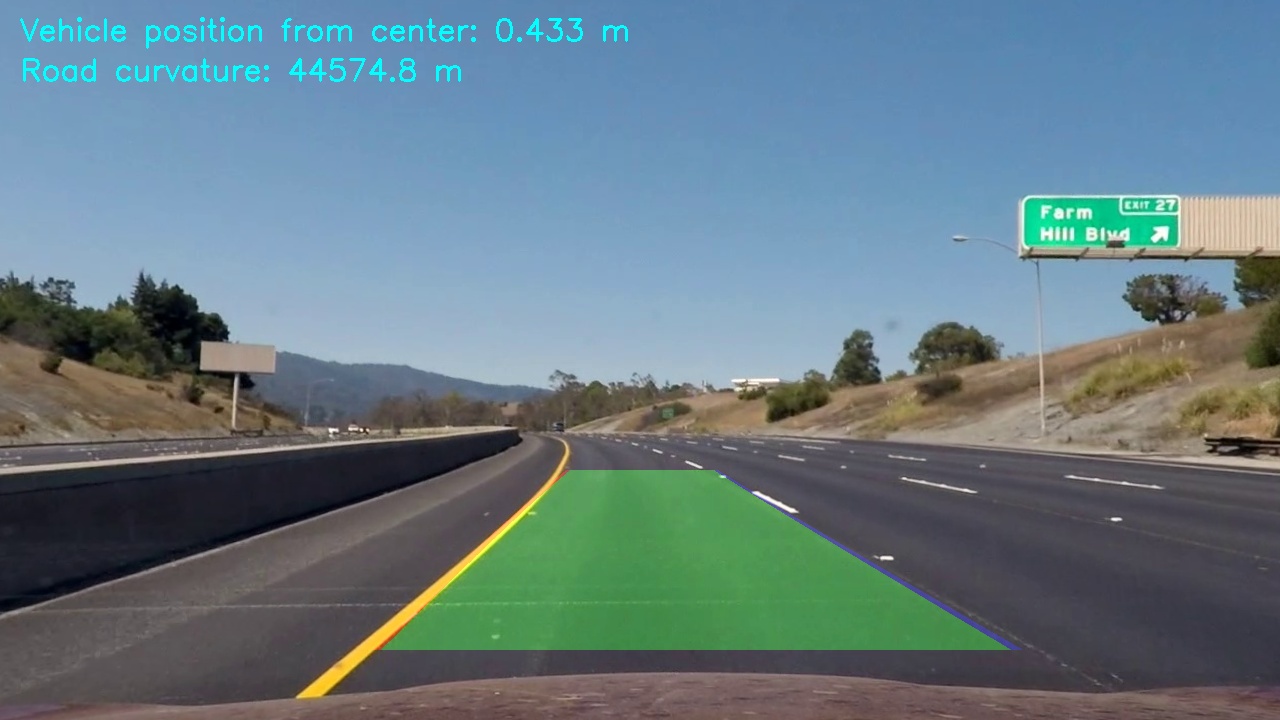 Vehicle position from center: 0.433 m
Road curvature: 44574.8 m
EXIT 27
Farm
Hill Blvd